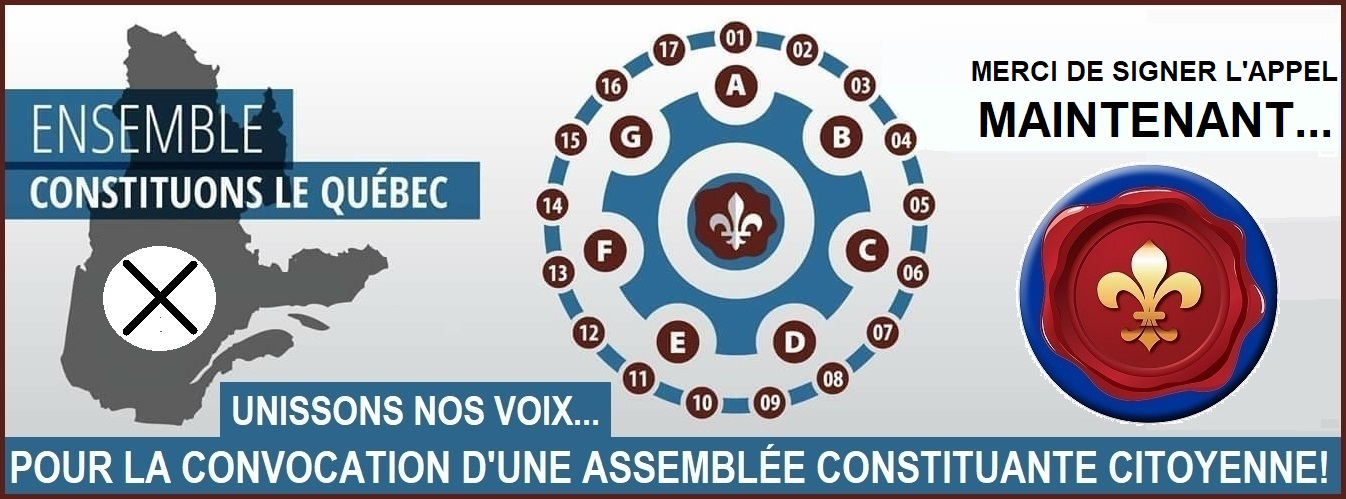 ENSEMBLE
CONSTITUONS LE QUÉBEC
01
02
03
04
05
06
07
08
09
10
11
12
13
14
15
16
17
A
B
C
D
E
F
G
MERCI DE SIGNER L'APPEL
MAINTENANT...
UNISSONS NOS VOIX...
POUR LA CONVOCATION D'UNE ASSEMBLÉE CONSTITUANTE CITOYENNE!